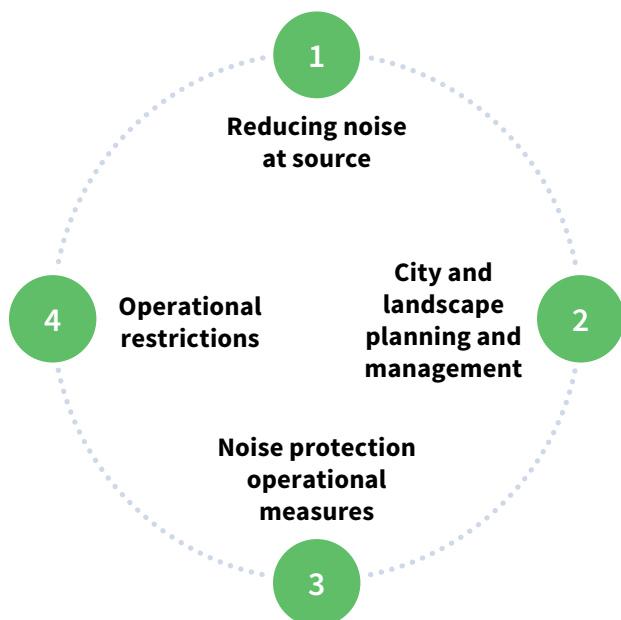 1
Reducing noise
at source
2
City and
landscape
planning and
management
3
Noise protection
operational
measures
4
Operational
restrictions